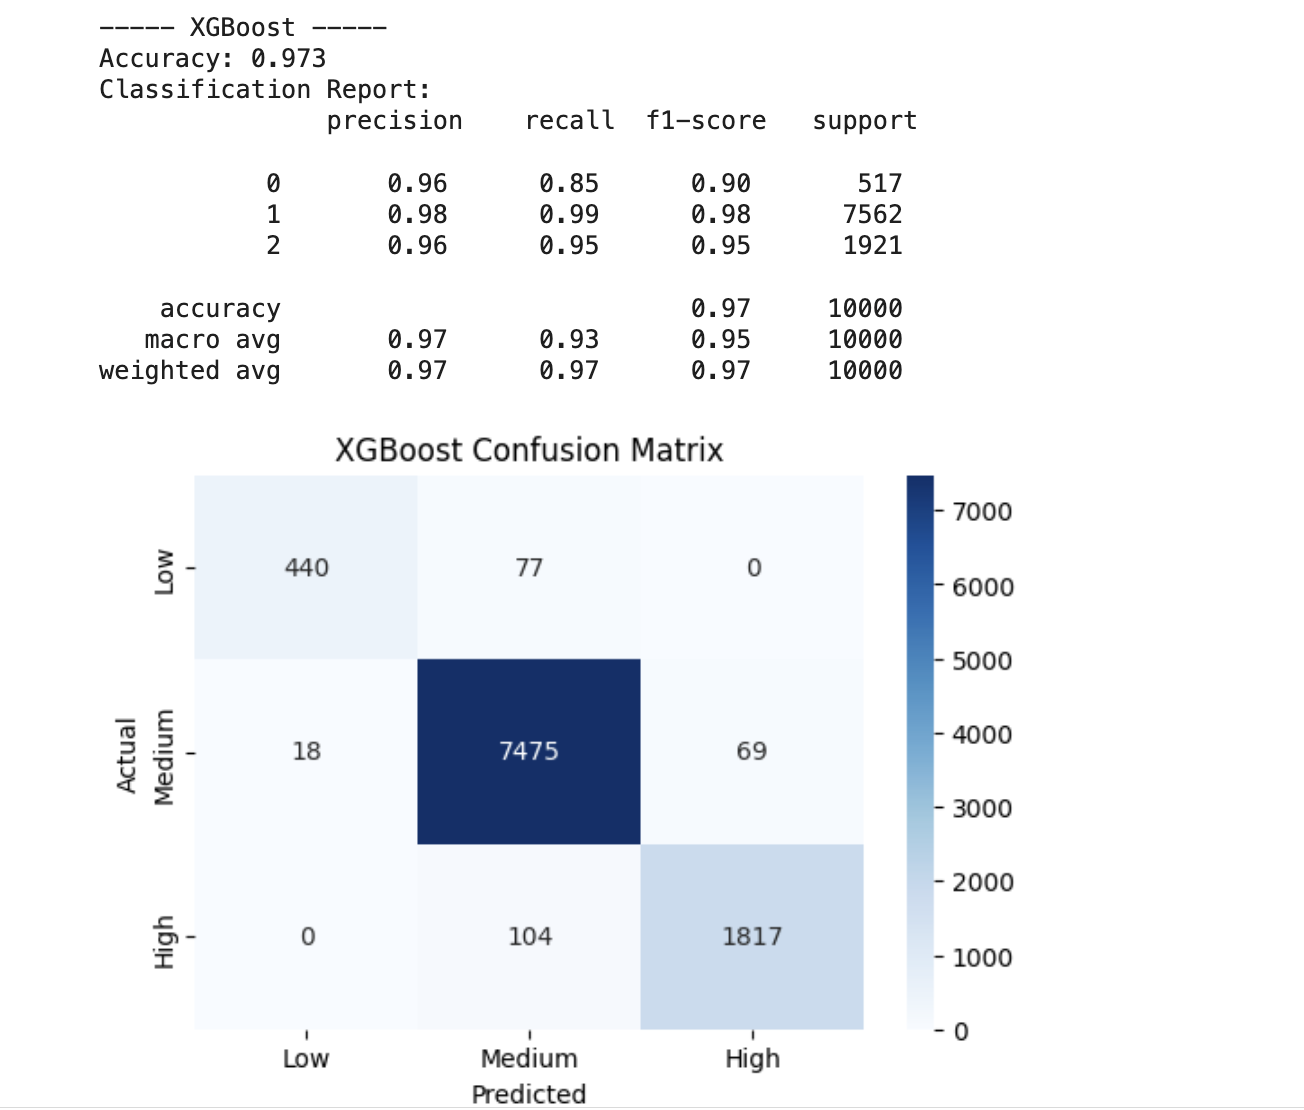 ----- XGBoost -----
Accuracy: 0.973
Classification Report:
precision recall f1-score support
0 0.96 0.85 0.90 517
1 0.98 0.99 0.98 7562
2 0.96 0.95 0.95 1921
accuracy 0.97 10000
macro avg 0.97 0.93 0.95 10000
weighted avg 0.97 0.97 0.97 10000
XGBoost Confusion Matrix
Actual
Low 440 77 0
Medium 18 7475 69
High 0 104 1817
Low Medium High
Predicted
7000
6000
5000
4000
3000
2000
1000
0